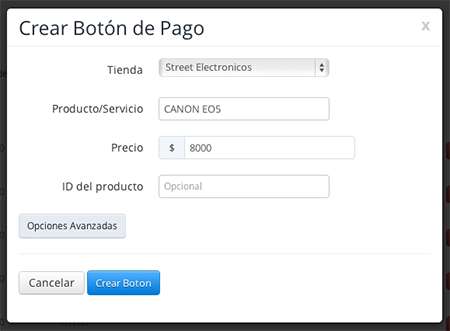 Crear Botón de Pago
x
Tienda
Street Electronicos
Producto/Servicio
CANON EO5
Precio
$ 8000
ID del producto
Opcional
Opciones Avanzadas
Cancelar
Crear Boton